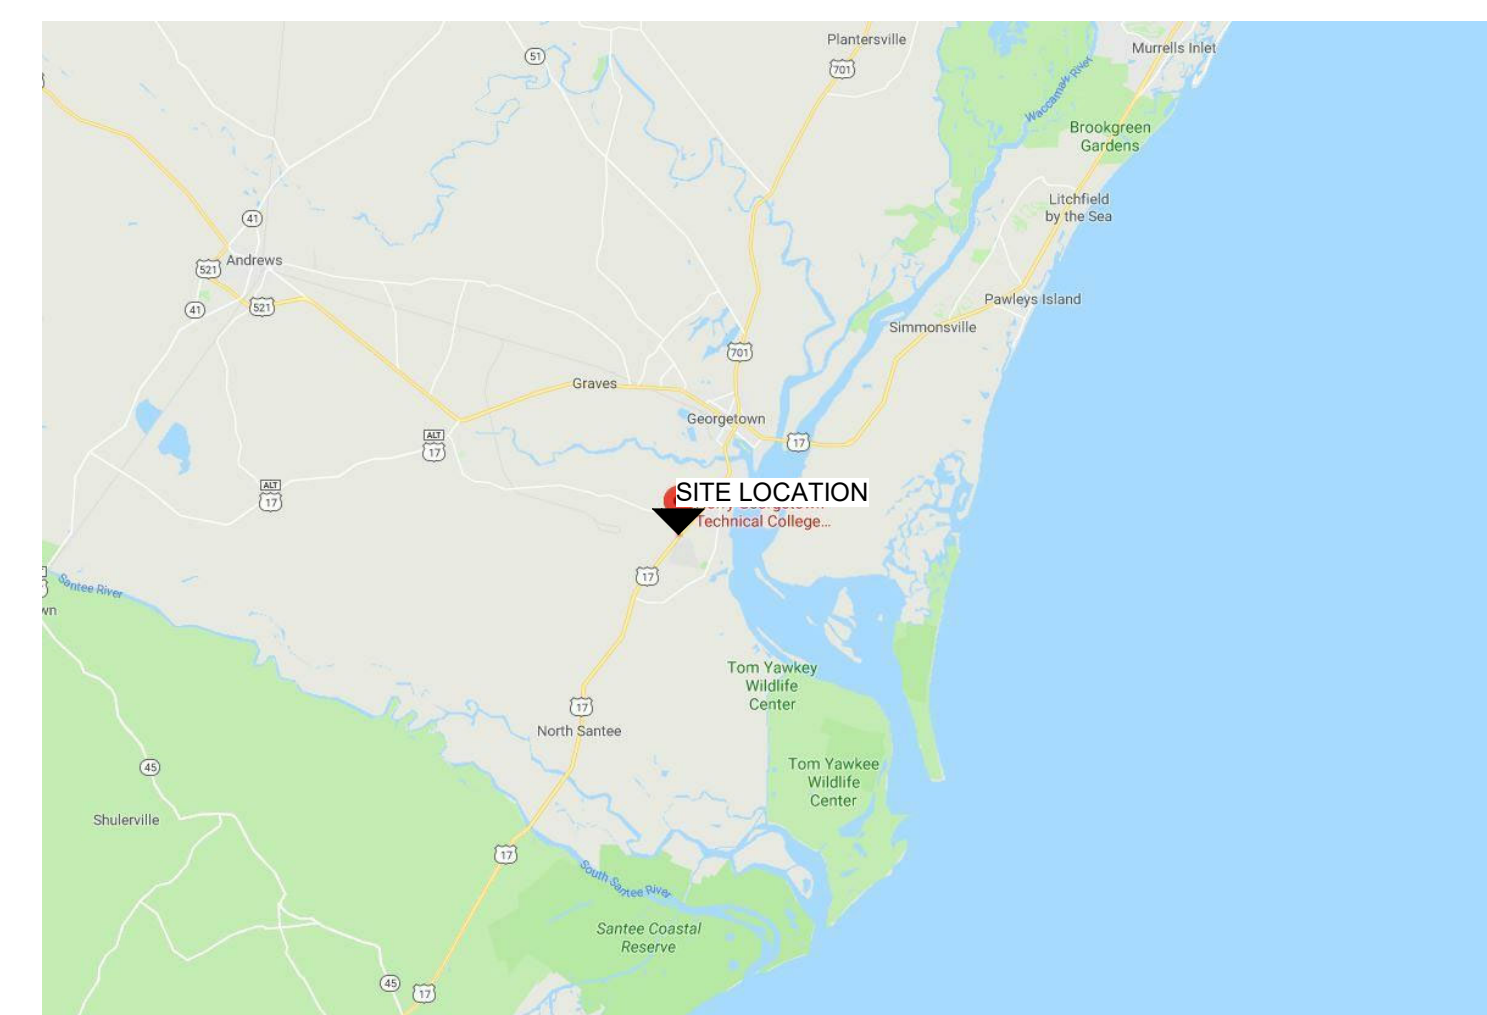 Plantersville
Murrells Inlet
51
701
Waccamaw River
Brookgreen
Gardens
Litchfield
by the Sea
41
Andrews
521
41
521
Pawleys Island
Simmonsville
701
Graves
Georgetown
ALT
17
17
ALT
17
SITE LOCATION
Technical College...
17
Santee River
Tom Yawkey
Wildlife
Center
17
North Santee
45
Tom Yawkee
Wildlife
Center
Shulerville
17
South Santee River
Santee Coastal
Reserve
45
17